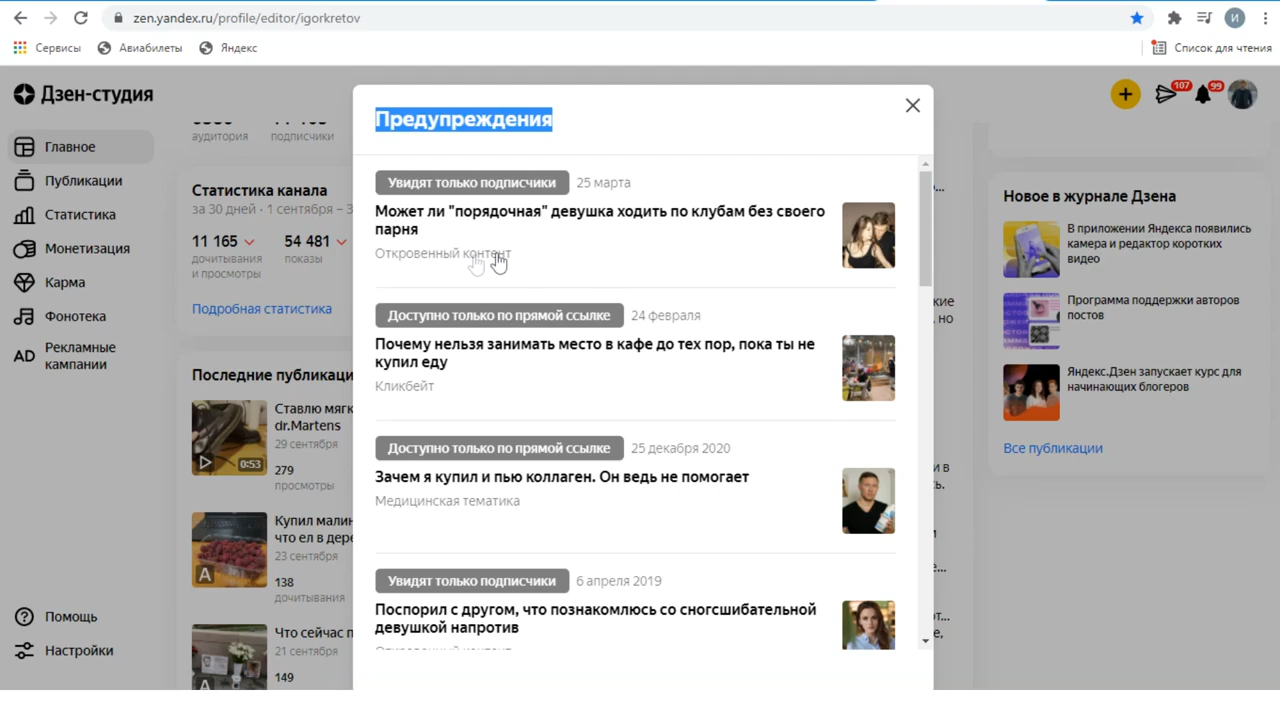 zen.yandex.ru/profile/editor/igorkretov
И
Сервисы
Авиабилеты
Яндекс
Список для чтения
Дзен-студия
107
99
Главное
Публикации
Статистика
Монетизация
Карма
Фонотека
AD Рекламные
кампании
Помощь
Настройки
аудитория
подписчики
Статистика канала
за 30 дней · 1 сентября –
11 165
54 481
дочитывания
и просмотры
показы
Подробная статистика
Последние публикаци
Ставлю мягк
dr.Martens
29 сентября
0:53
279
просмотры
Купил малин
что ел в дере
23 сентября
A
138
дочитывания
Что сейчас п
21 сентября
A
149
Предупреждения
Увидят только подписчики
25 марта
Может ли "порядочная" девушка ходить по клубам без своего
парня
Откровенный контент
Доступно только по прямой ссылке
24 февраля
Почему нельзя занимать место в кафе до тех пор, пока ты не
купил еду
Кликбейт
Доступно только по прямой ссылке
25 декабря 2020
Зачем я купил и пью коллаген. Он ведь не помогает
Медицинская тематика
Увидят только подписчики
6 апреля 2019
Поспорил с другом, что познакомлюсь со сногсшибательной
девушкой напротив
кие
, но
и в
ь.
Новое в журнале Дзена
В приложении Яндекса появились
камера и редактор коротких
видео
Программа поддержки авторов
постов
Яндекс.Дзен запускает курс для
начинающих блогеров
Все публикации